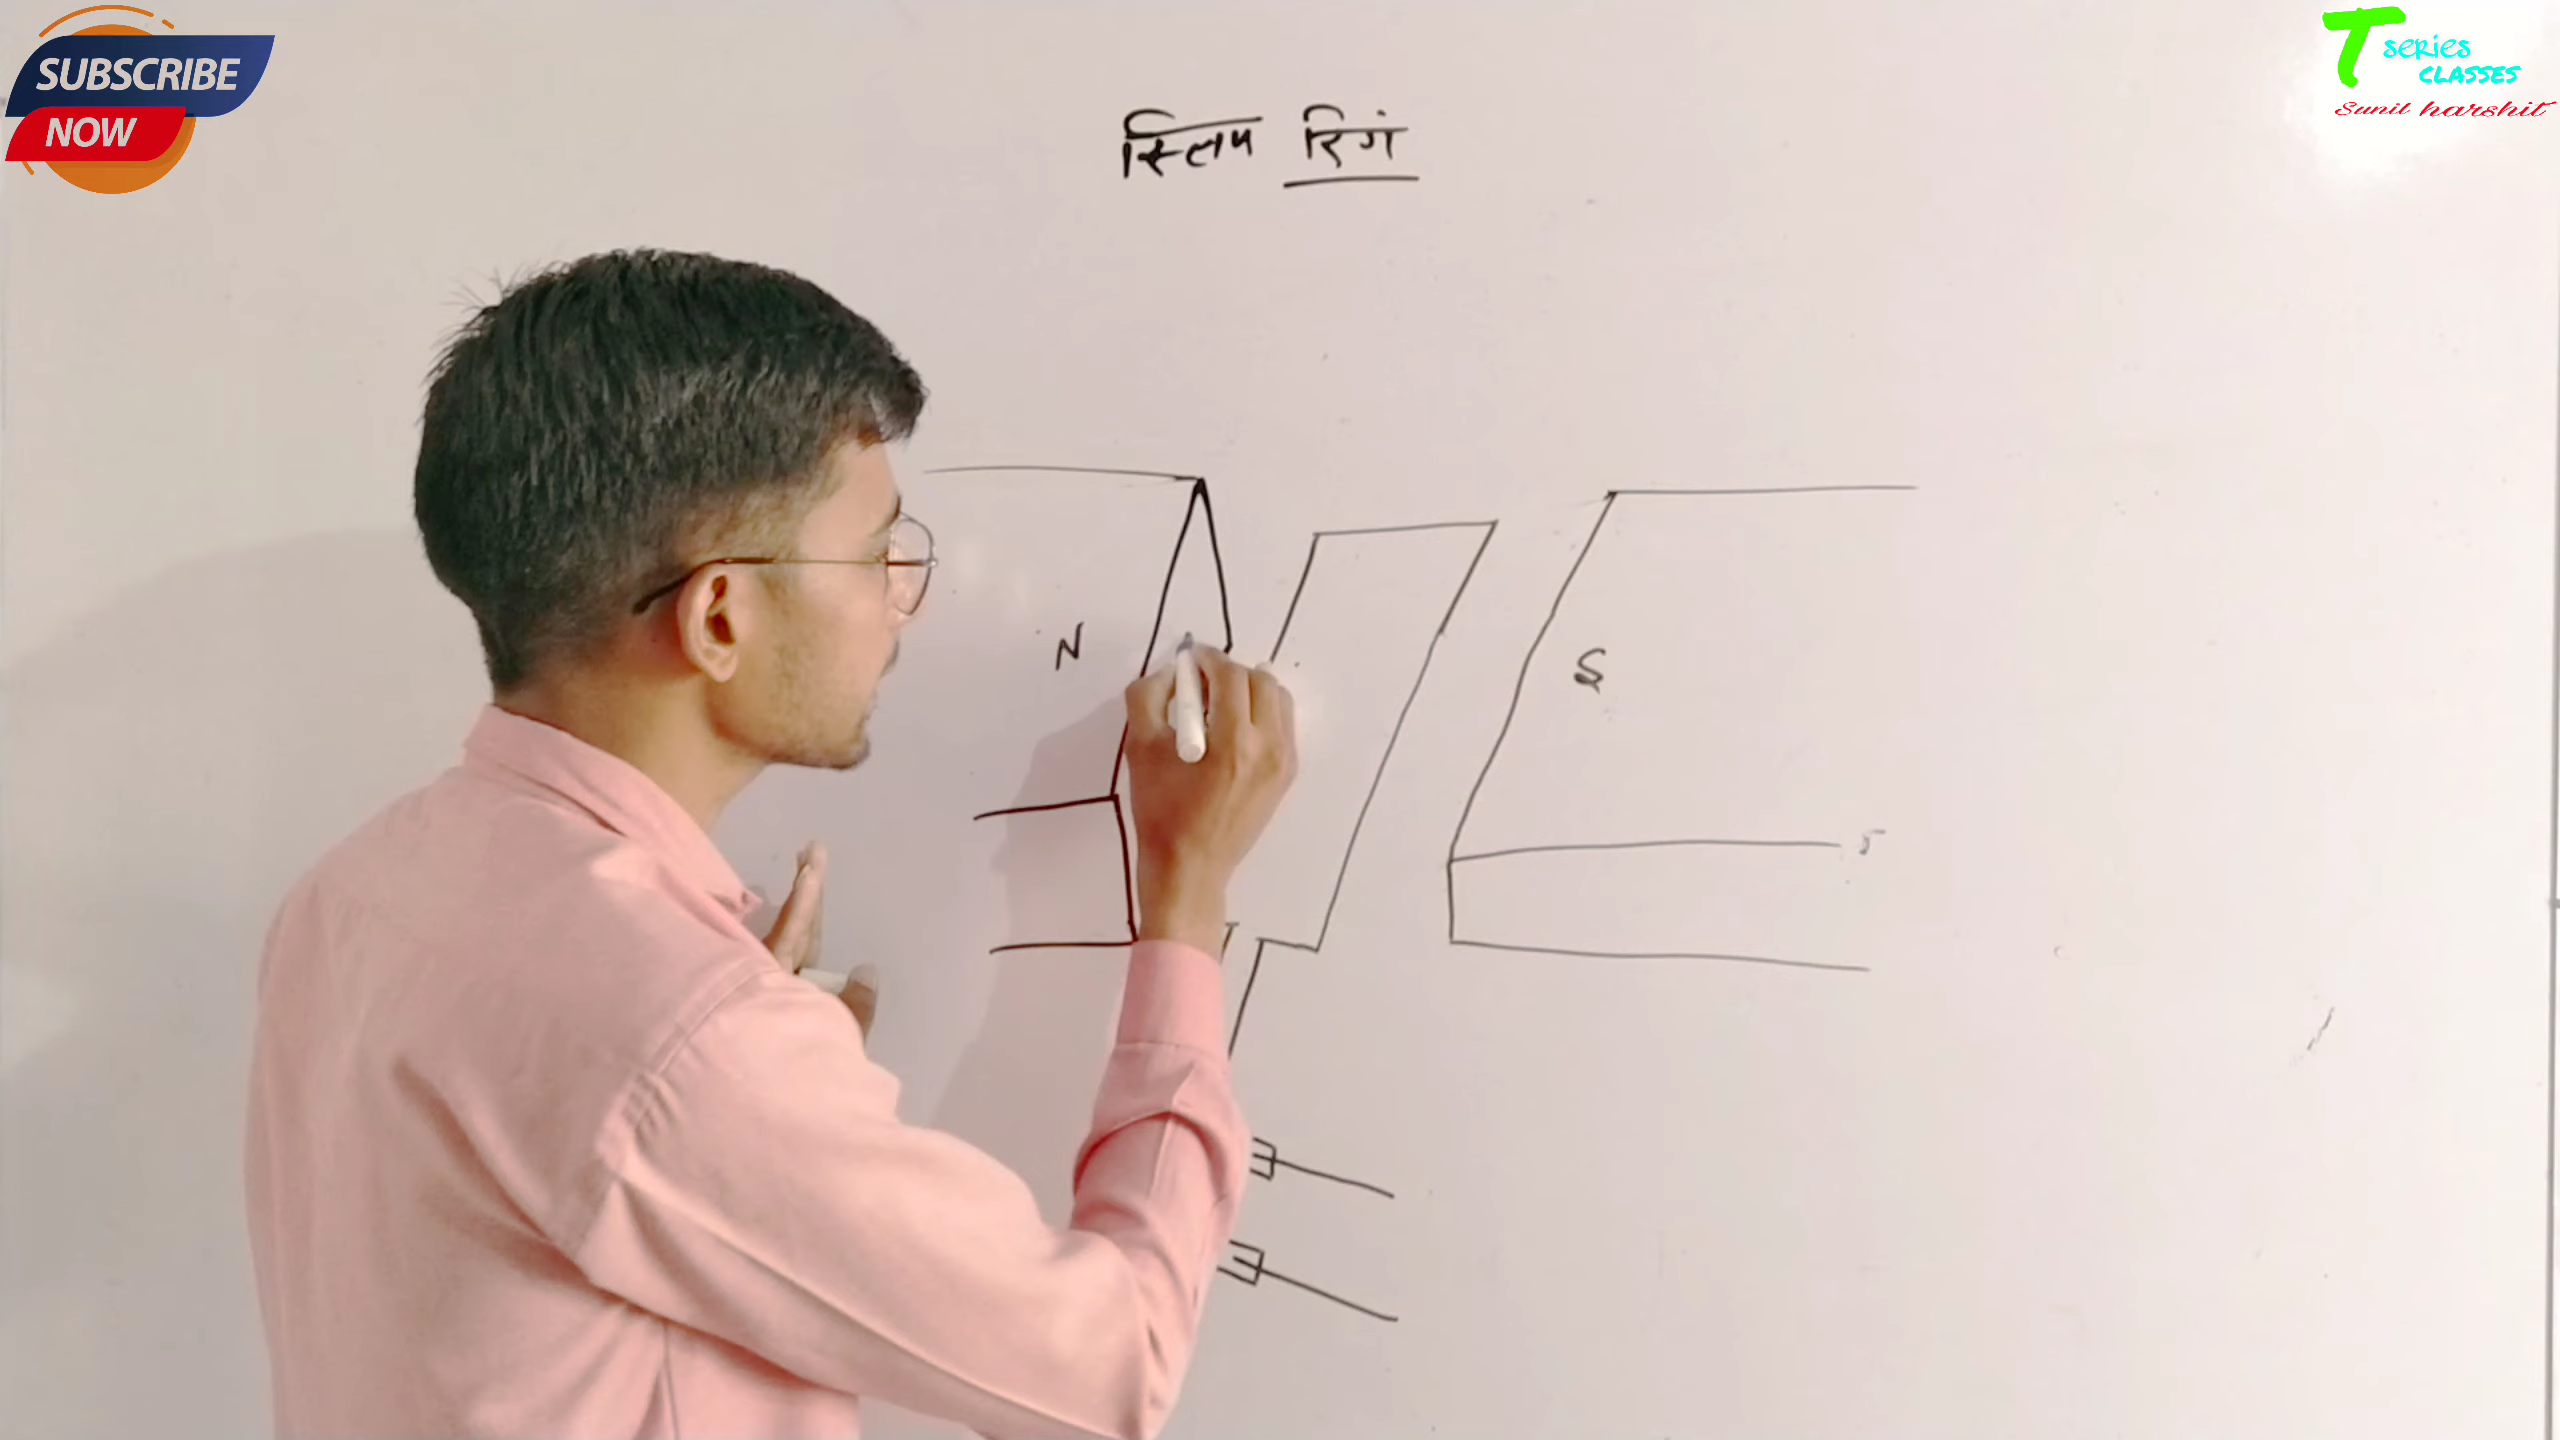 SUBSCRIBE
NOW
T series
CLASSES
Sunil harshit
स्लिप रिगं
N
S